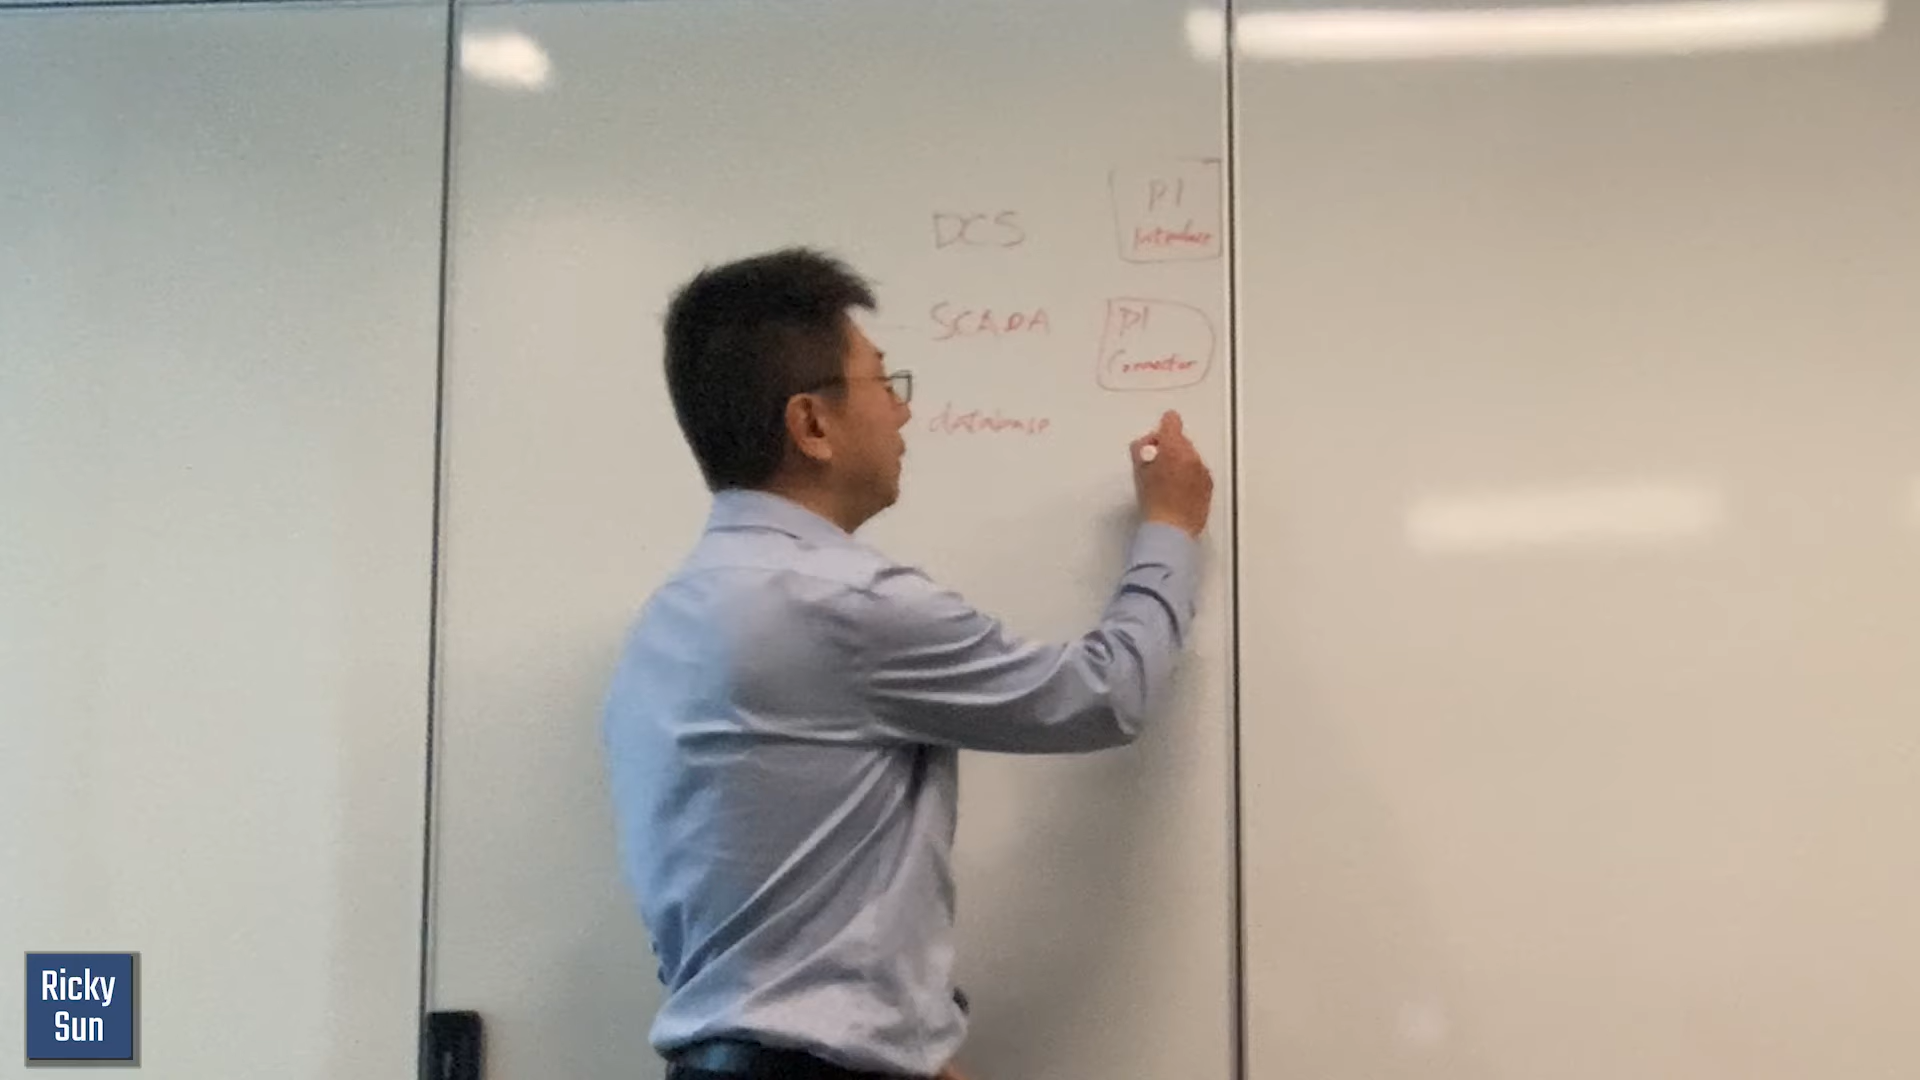 DCS
PI
Interface
SCADA
PI
Connector
database
Ricky
Sun